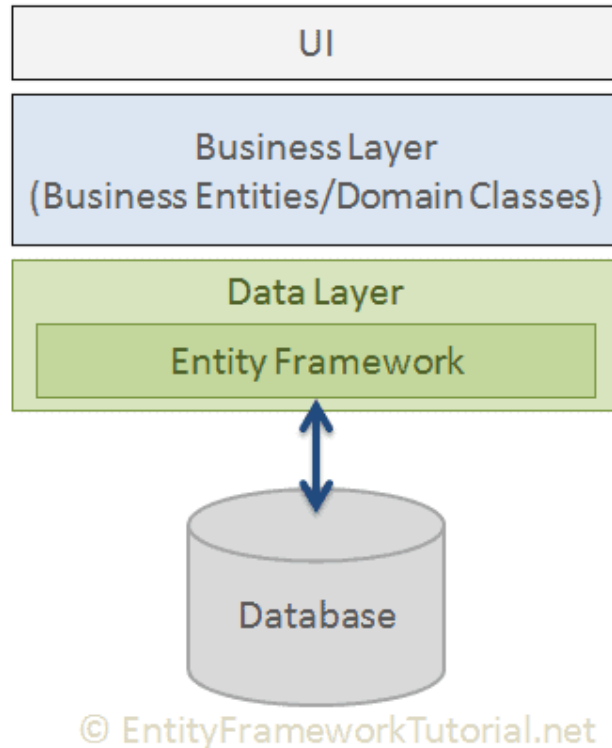 UI
Business Layer
(Business Entities/Domain Classes)
Data Layer
Entity Framework
Database
© EntityFrameworkTutorial.net